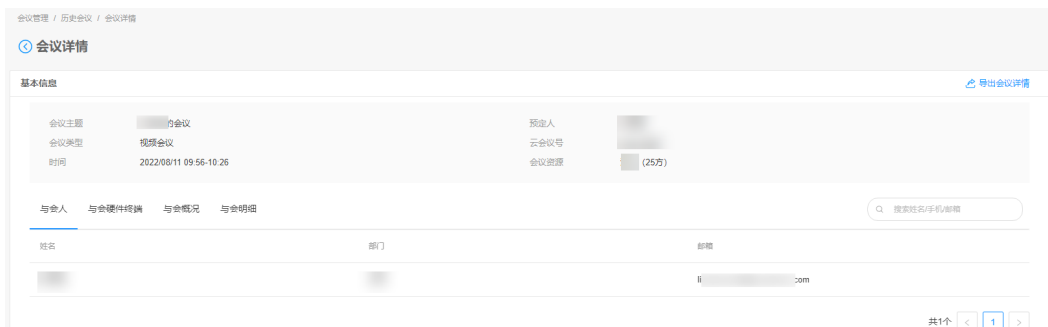 会议管理 / 历史会议 / 会议详情
会议详情
基本信息 导出会议详情
会议主题 的会议 预定人
会议类型 视频会议 云会议号
时间 2022/08/11 09:56-10:26 会议资源 (25方)
与会人 与会硬件终端 与会概况 与会明细 搜索姓名/手机/邮箱
姓名 部门 邮箱
li com
共1个 < 1 >